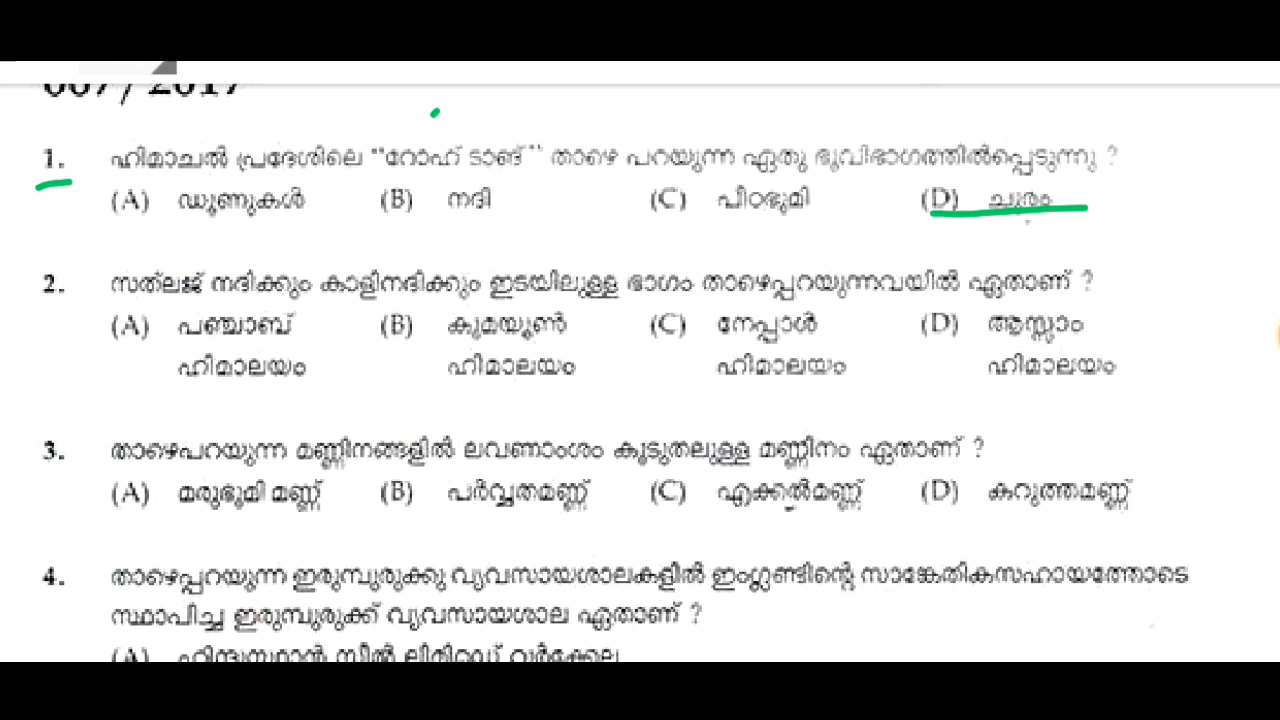 067/2017
1. ഹിമാചൽ പ്രദേശിലെ "റോഹ് ടാങ്" താഴെ പറയുന്ന ഏതു ഭൂവിഭാഗത്തിൽപ്പെടുന്നു ?
(A) ഡൂണുകൾ (B) നദി (C) പീഠഭൂമി (D) ചുരം
2. സത്ലജ് നദിക്കും കാളിനദിക്കും ഇടയിലുള്ള ഭാഗം താഴെപ്പറയുന്നവയിൽ ഏതാണ് ?
(A) പഞ്ചാബ് (B) കുമയൂൺ (C) നേപ്പാൾ (D) ആസ്സാം
ഹിമാലയം ഹിമാലയം ഹിമാലയം ഹിമാലയം
3. താഴെപറയുന്ന മണ്ണിനങ്ങളിൽ ലവണാംശം കൂടുതലുള്ള മണ്ണിനം ഏതാണ് ?
(A) മരുഭൂമി മണ്ണ് (B) പർവ്വതമണ്ണ് (C) എക്കൽമണ്ണ് (D) കറുത്തമണ്ണ്
4. താഴെപ്പറയുന്ന ഇരുമ്പുരുക്കു വ്യവസായശാലകളിൽ ഇംഗ്ലണ്ടിന്റെ സാങ്കേതികസഹായത്തോടെ
സ്ഥാപിച്ച ഇരുമ്പുരുക്ക് വ്യവസായശാല ഏതാണ് ?
(A) ഹിന്ദുസ്ഥാൻ സ്റ്റീൽ ലിമിറ്റഡ് റൂർക്കേല